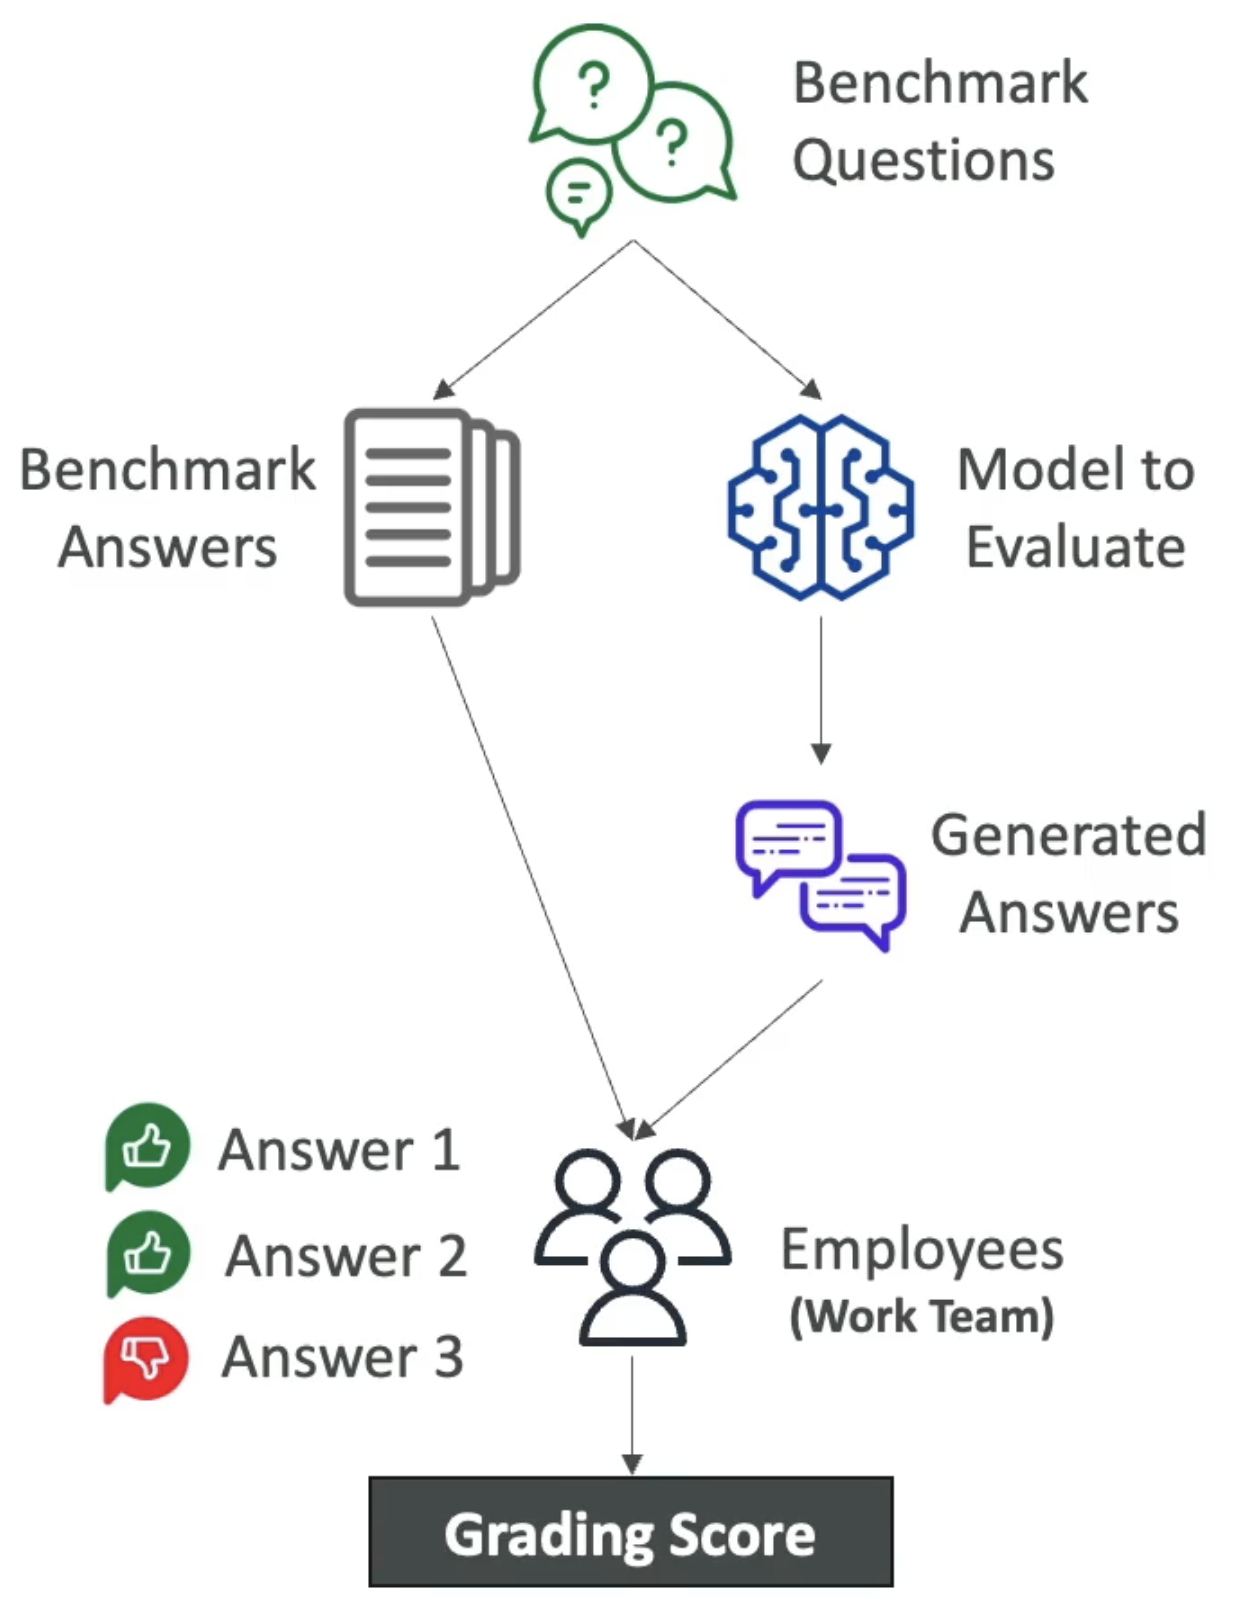 Benchmark
Questions
Benchmark
Answers
Model to
Evaluate
Generated
Answers
Answer 1
Answer 2
Answer 3
Employees
(Work Team)
Grading Score